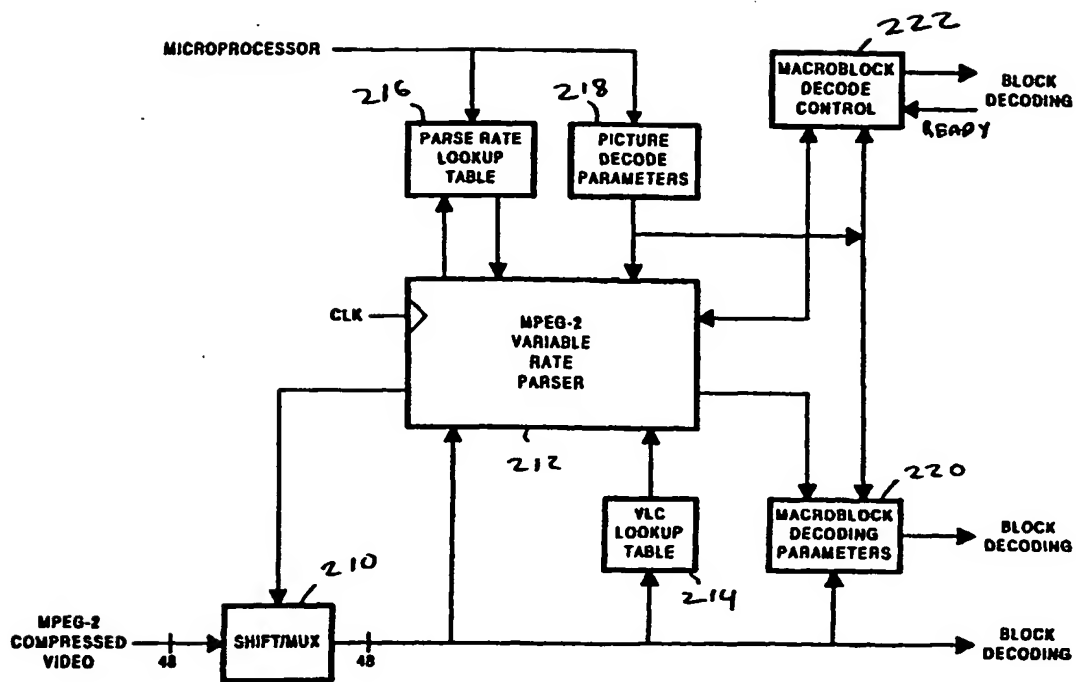 MICROPROCESSOR
216
PARSE RATE
LOOKUP
TABLE
218
PICTURE
DECODE
PARAMETERS
222
MACROBLOCK
DECODE
CONTROL
BLOCK
DECODING
READY
CLK
MPEG-2
VARIABLE
RATE
PARSER
212
VLC
LOOKUP
TABLE
214
220
MACROBLOCK
DECODING
PARAMETERS
BLOCK
DECODING
210
MPEG-2
COMPRESSED
VIDEO
48
SHIFT/MUX
48
BLOCK
DECODING